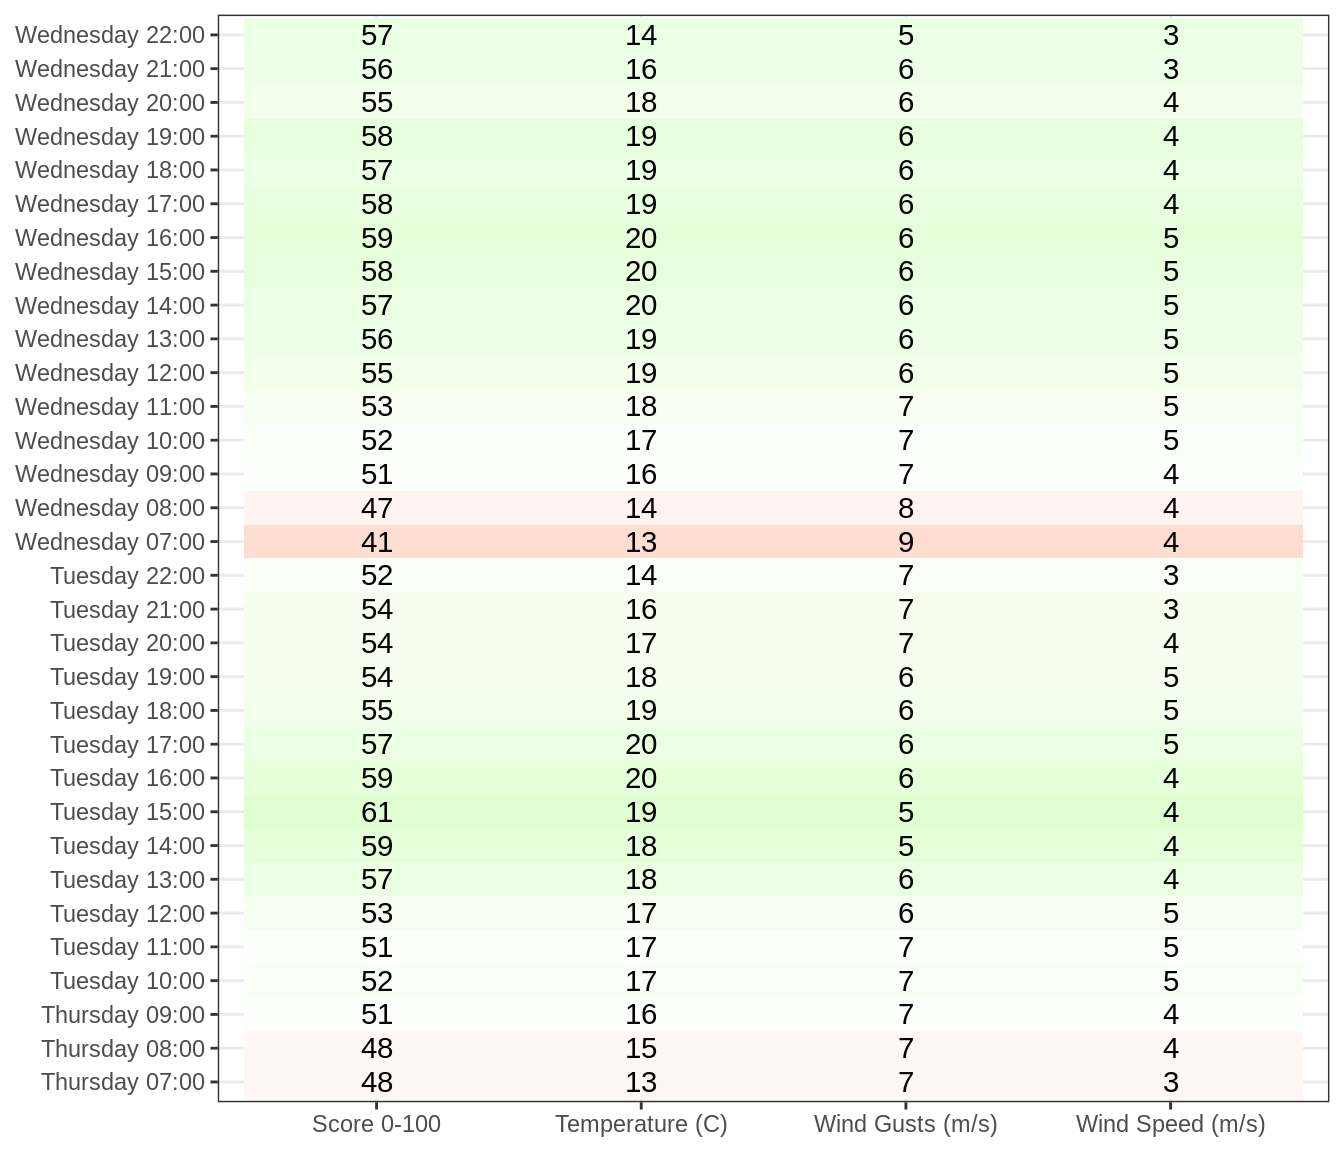 Wednesday 22:00 57 14 5 3
Wednesday 21:00 56 16 6 3
Wednesday 20:00 55 18 6 4
Wednesday 19:00 58 19 6 4
Wednesday 18:00 57 19 6 4
Wednesday 17:00 58 19 6 4
Wednesday 16:00 59 20 6 5
Wednesday 15:00 58 20 6 5
Wednesday 14:00 57 20 6 5
Wednesday 13:00 56 19 6 5
Wednesday 12:00 55 19 6 5
Wednesday 11:00 53 18 7 5
Wednesday 10:00 52 17 7 5
Wednesday 09:00 51 16 7 4
Wednesday 08:00 47 14 8 4
Wednesday 07:00 41 13 9 4
Tuesday 22:00 52 14 7 3
Tuesday 21:00 54 16 7 3
Tuesday 20:00 54 17 7 4
Tuesday 19:00 54 18 6 5
Tuesday 18:00 55 19 6 5
Tuesday 17:00 57 20 6 5
Tuesday 16:00 59 20 6 4
Tuesday 15:00 61 19 5 4
Tuesday 14:00 59 18 5 4
Tuesday 13:00 57 18 6 4
Tuesday 12:00 53 17 6 5
Tuesday 11:00 51 17 7 5
Tuesday 10:00 52 17 7 5
Thursday 09:00 51 16 7 4
Thursday 08:00 48 15 7 4
Thursday 07:00 48 13 7 3
Score 0-100 Temperature (C) Wind Gusts (m/s) Wind Speed (m/s)